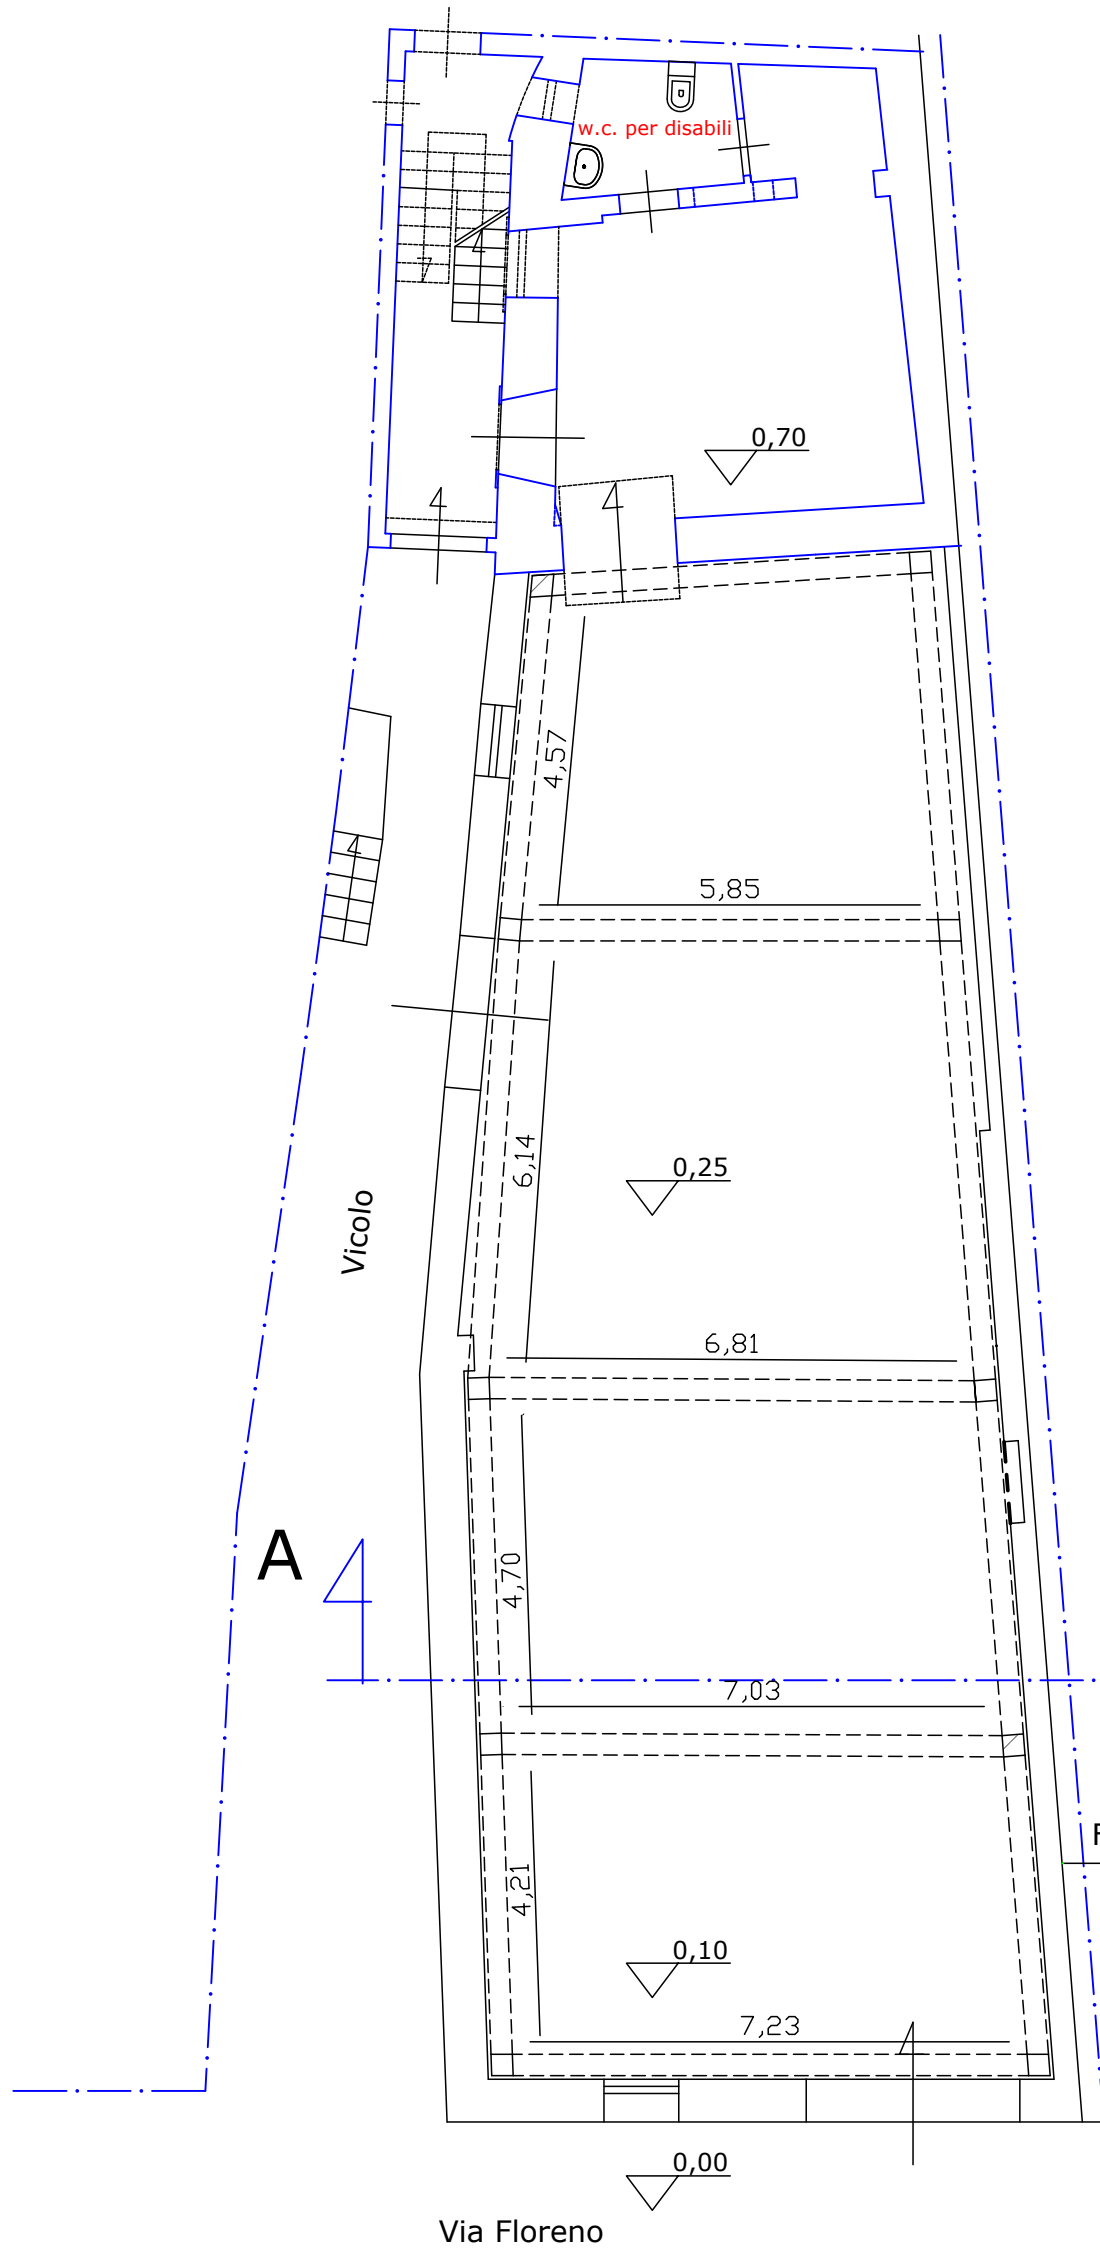 w.c. per disabili
0,70
4,57
5,85
6,14
0,25
Vicolo
6,81
A
4,70
7,03
F
4,21
0,10
7,23
0,00
Via Floreno